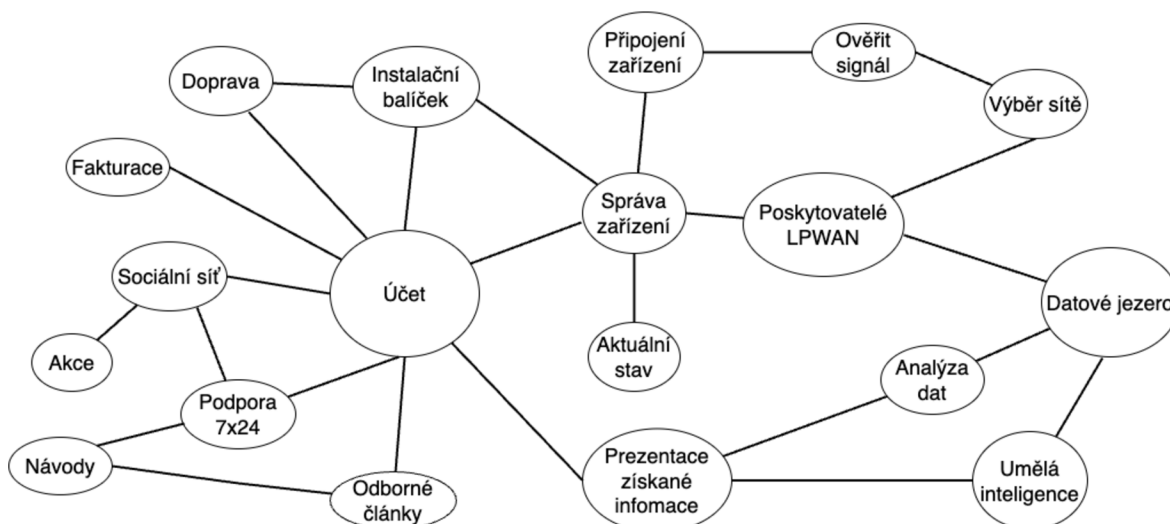 Připojení
zařízení
Ověřit
signál
Doprava
Instalační
balíček
Výběr sítě
Fakturace
Správa
zařízení
Poskytovatelé
LPWAN
Sociální síť
Účet
Datové jezero
Akce
Aktuální
stav
Analýza
dat
Podpora
7x24
Návody
Odborné
články
Prezentace
získané
infomace
Umělá
inteligence